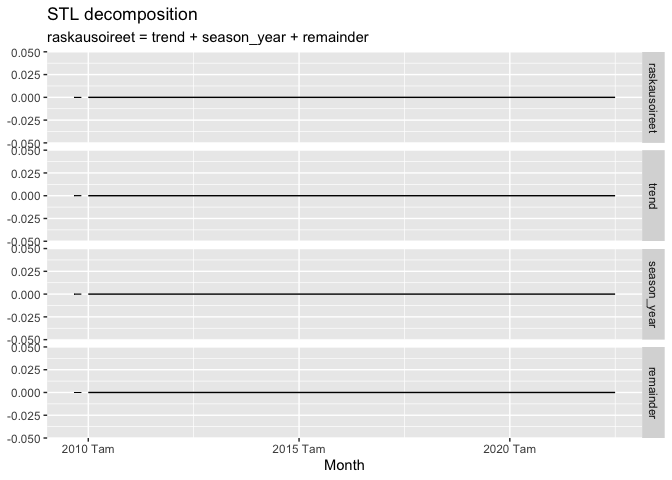 STL decomposition
raskausoireet = trend + season_year + remainder
0.050
0.025
0.000
-0.025
-0.050
raskausoireet
0.050
0.025
0.000
-0.025
-0.050
trend
0.050
0.025
0.000
-0.025
-0.050
season_year
0.050
0.025
0.000
-0.025
-0.050
remainder
2010 Tam
2015 Tam
2020 Tam
Month